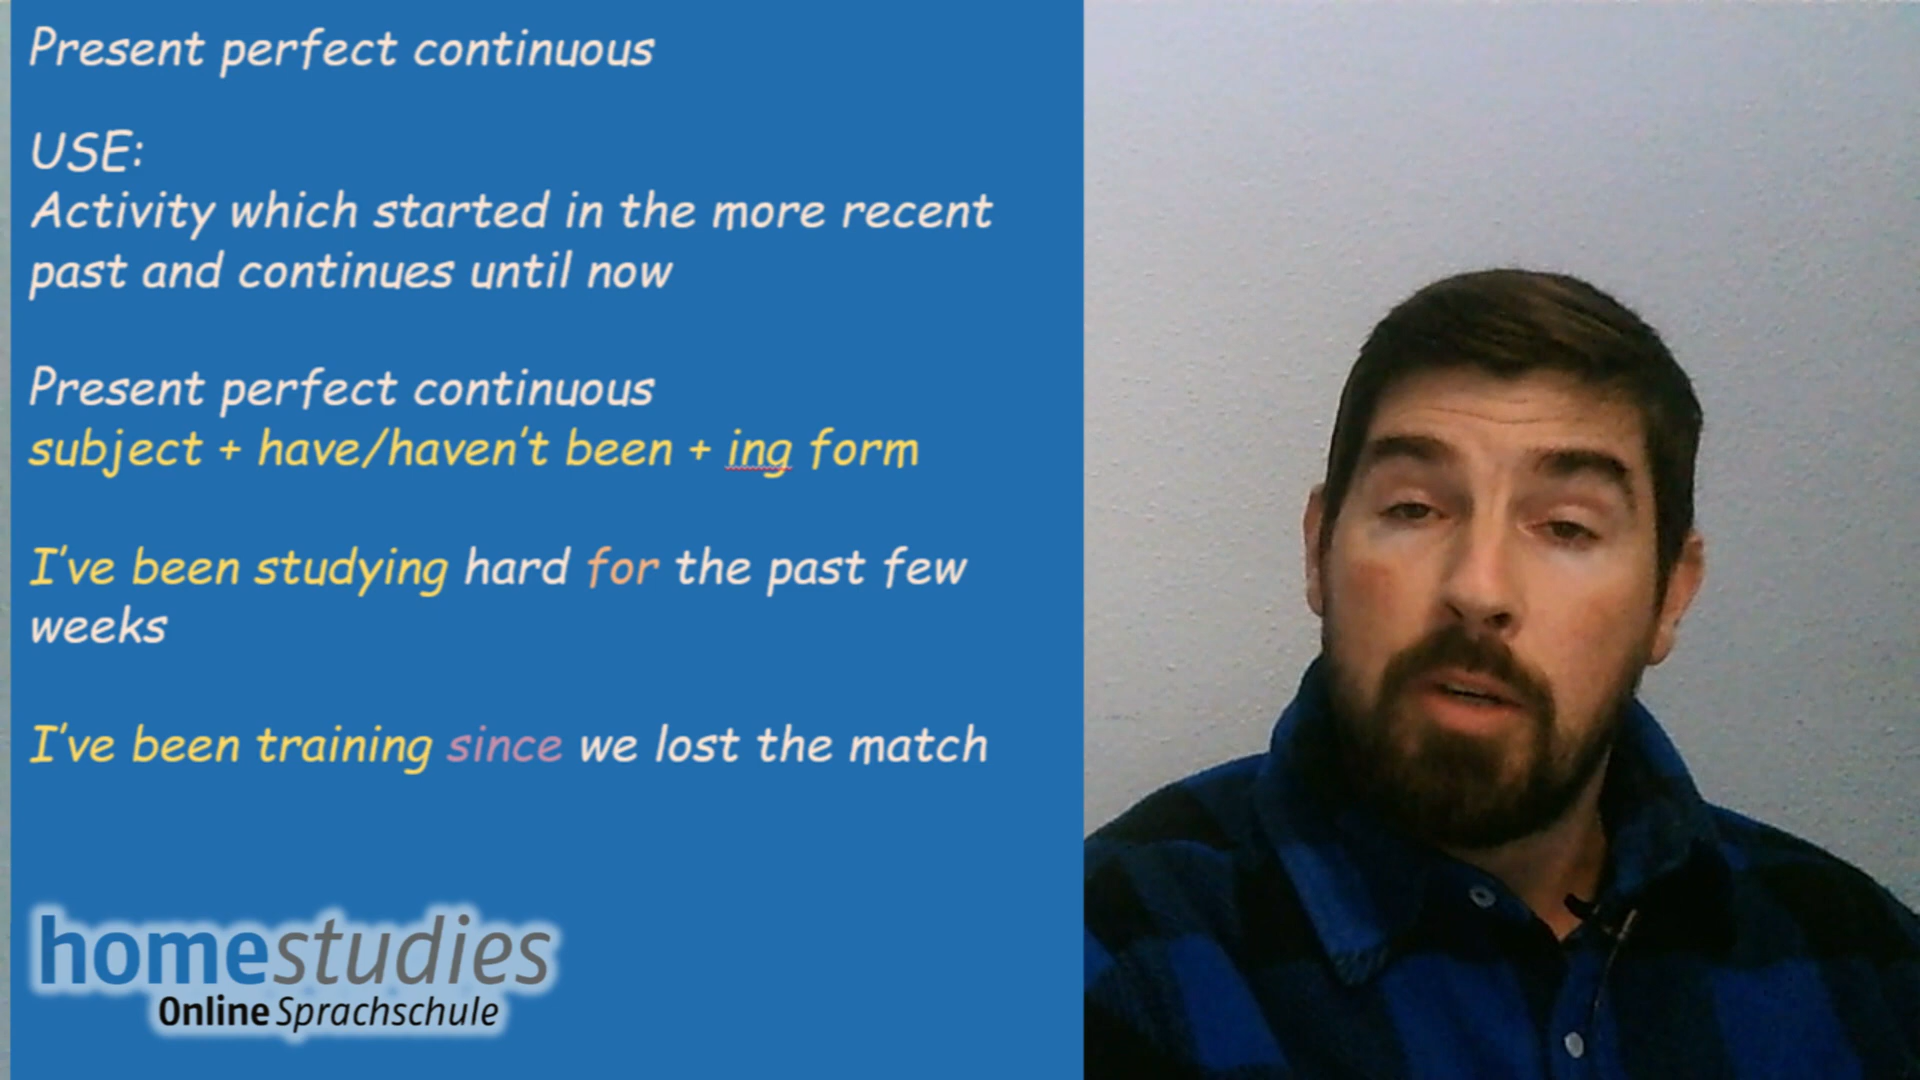 Present perfect continuous
USE:
Activity which started in the more recent
past and continues until now
Present perfect continuous
subject + have/haven't been + ing form
I've been studying hard for the past few
weeks
I've been training since we lost the match
homestudies
Online Sprachschule